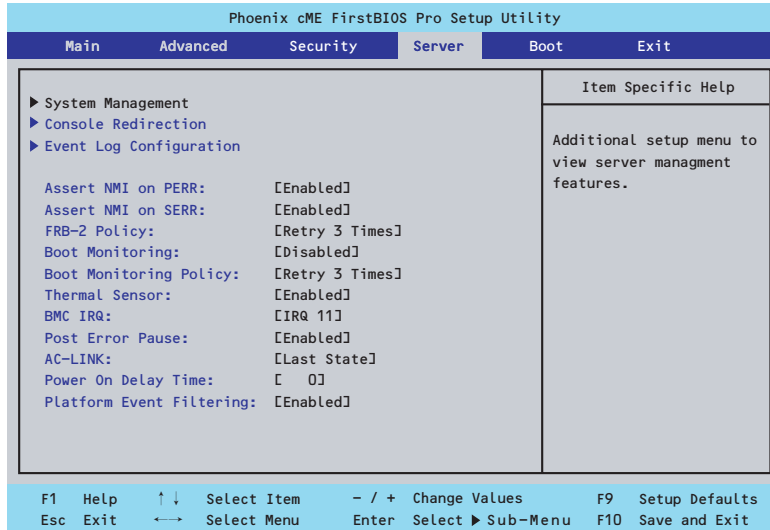 Phoenix cME FirstBIOS Pro Setup Utility
Main Advanced Security Server Boot Exit
Item Specific Help
▶ System Management
▶ Console Redirection
▶ Event Log Configuration
Additional setup menu to
view server managment
features.
Assert NMI on PERR: [Enabled]
Assert NMI on SERR: [Enabled]
FRB-2 Policy: [Retry 3 Times]
Boot Monitoring: [Disabled]
Boot Monitoring Policy: [Retry 3 Times]
Thermal Sensor: [Enabled]
BMC IRQ: [IRQ 11]
Post Error Pause: [Enabled]
AC-LINK: [Last State]
Power On Delay Time: [ 0]
Platform Event Filtering: [Enabled]
F1 Help ↑↓ Select Item - / + Change Values F9 Setup Defaults
Esc Exit ←→ Select Menu Enter Select ▶ Sub-Menu F10 Save and Exit